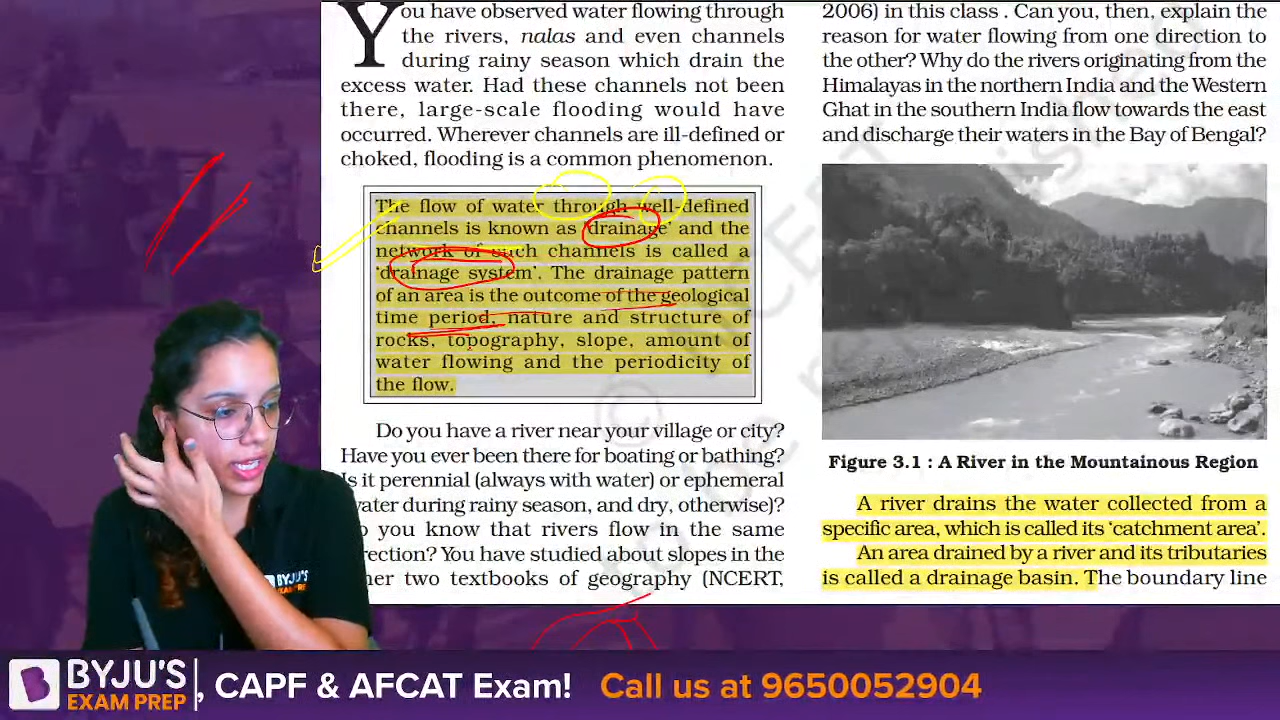 You have observed water flowing through
the rivers, nalas and even channels
during rainy season which drain the
excess water. Had these channels not been
there, large-scale flooding would have
occurred. Wherever channels are ill-defined or
choked, flooding is a common phenomenon.
The flow of water through well-defined
channels is known as 'drainage' and the
network of such channels is called a
'drainage system'. The drainage pattern
of an area is the outcome of the geological
time period, nature and structure of
rocks, topography, slope, amount of
water flowing and the periodicity of
the flow.
Do you have a river near your village or city?
Have you ever been there for boating or bathing?
Is it perennial (always with water) or ephemeral
water during rainy season, and dry, otherwise)?
you know that rivers flow in the same
rection? You have studied about slopes in the
her two textbooks of geography (NCERT,
2006) in this class . Can you, then, explain the
reason for water flowing from one direction to
the other? Why do the rivers originating from the
Himalayas in the northern India and the Western
Ghat in the southern India flow towards the east
and discharge their waters in the Bay of Bengal?
Figure 3.1 : A River in the Mountainous Region
A river drains the water collected from a
specific area, which is called its 'catchment area'.
An area drained by a river and its tributaries
is called a drainage basin. The boundary line
BYJU'S
EXAM PREP
BYJU'S
EXAM PREP
, CAPF & AFCAT Exam! Call us at 9650052904